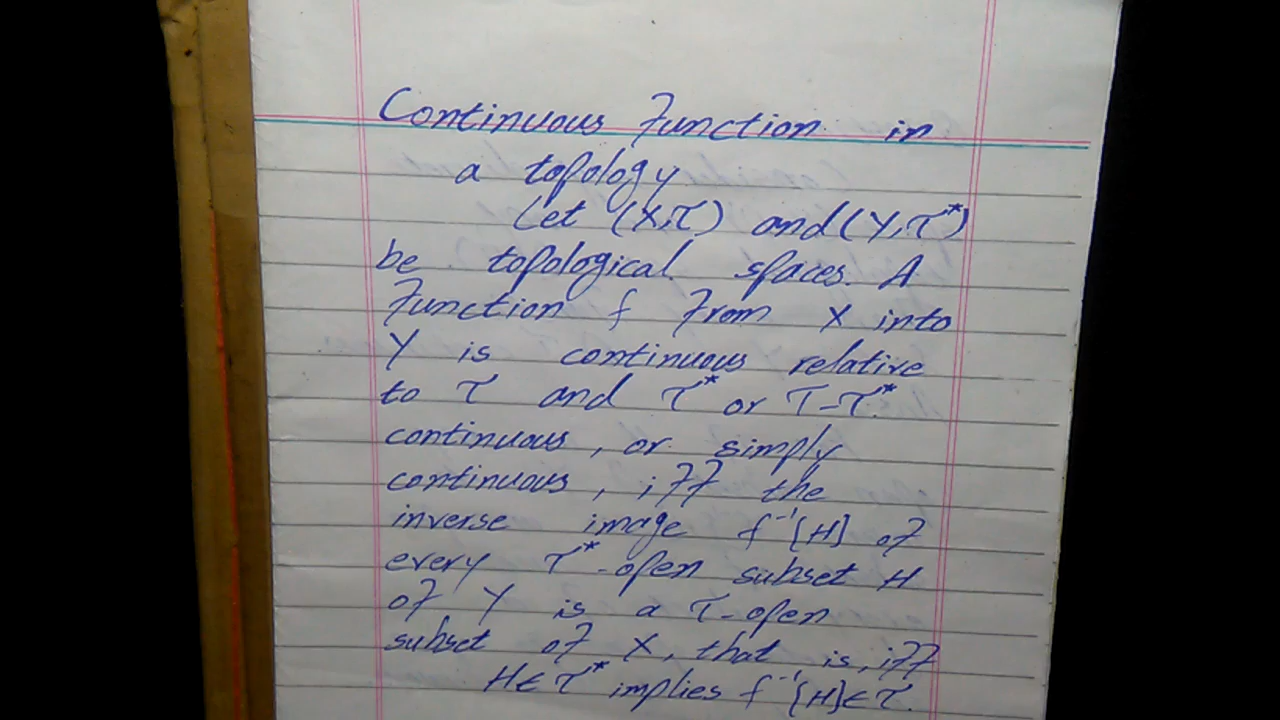 Continuous Function in
a topology
Let (X,τ) and (Y,τ*)
be topological spaces. A
Function f From X into
Y is continuous relative
to τ and τ* or τ-τ*
continuous, or simply
continuous, iff the
inverse image f⁻¹[H] of
every τ*-open subset H
of Y is a τ-open
subset of X, that is, iff
H∈τ* implies f⁻¹[H]∈τ.